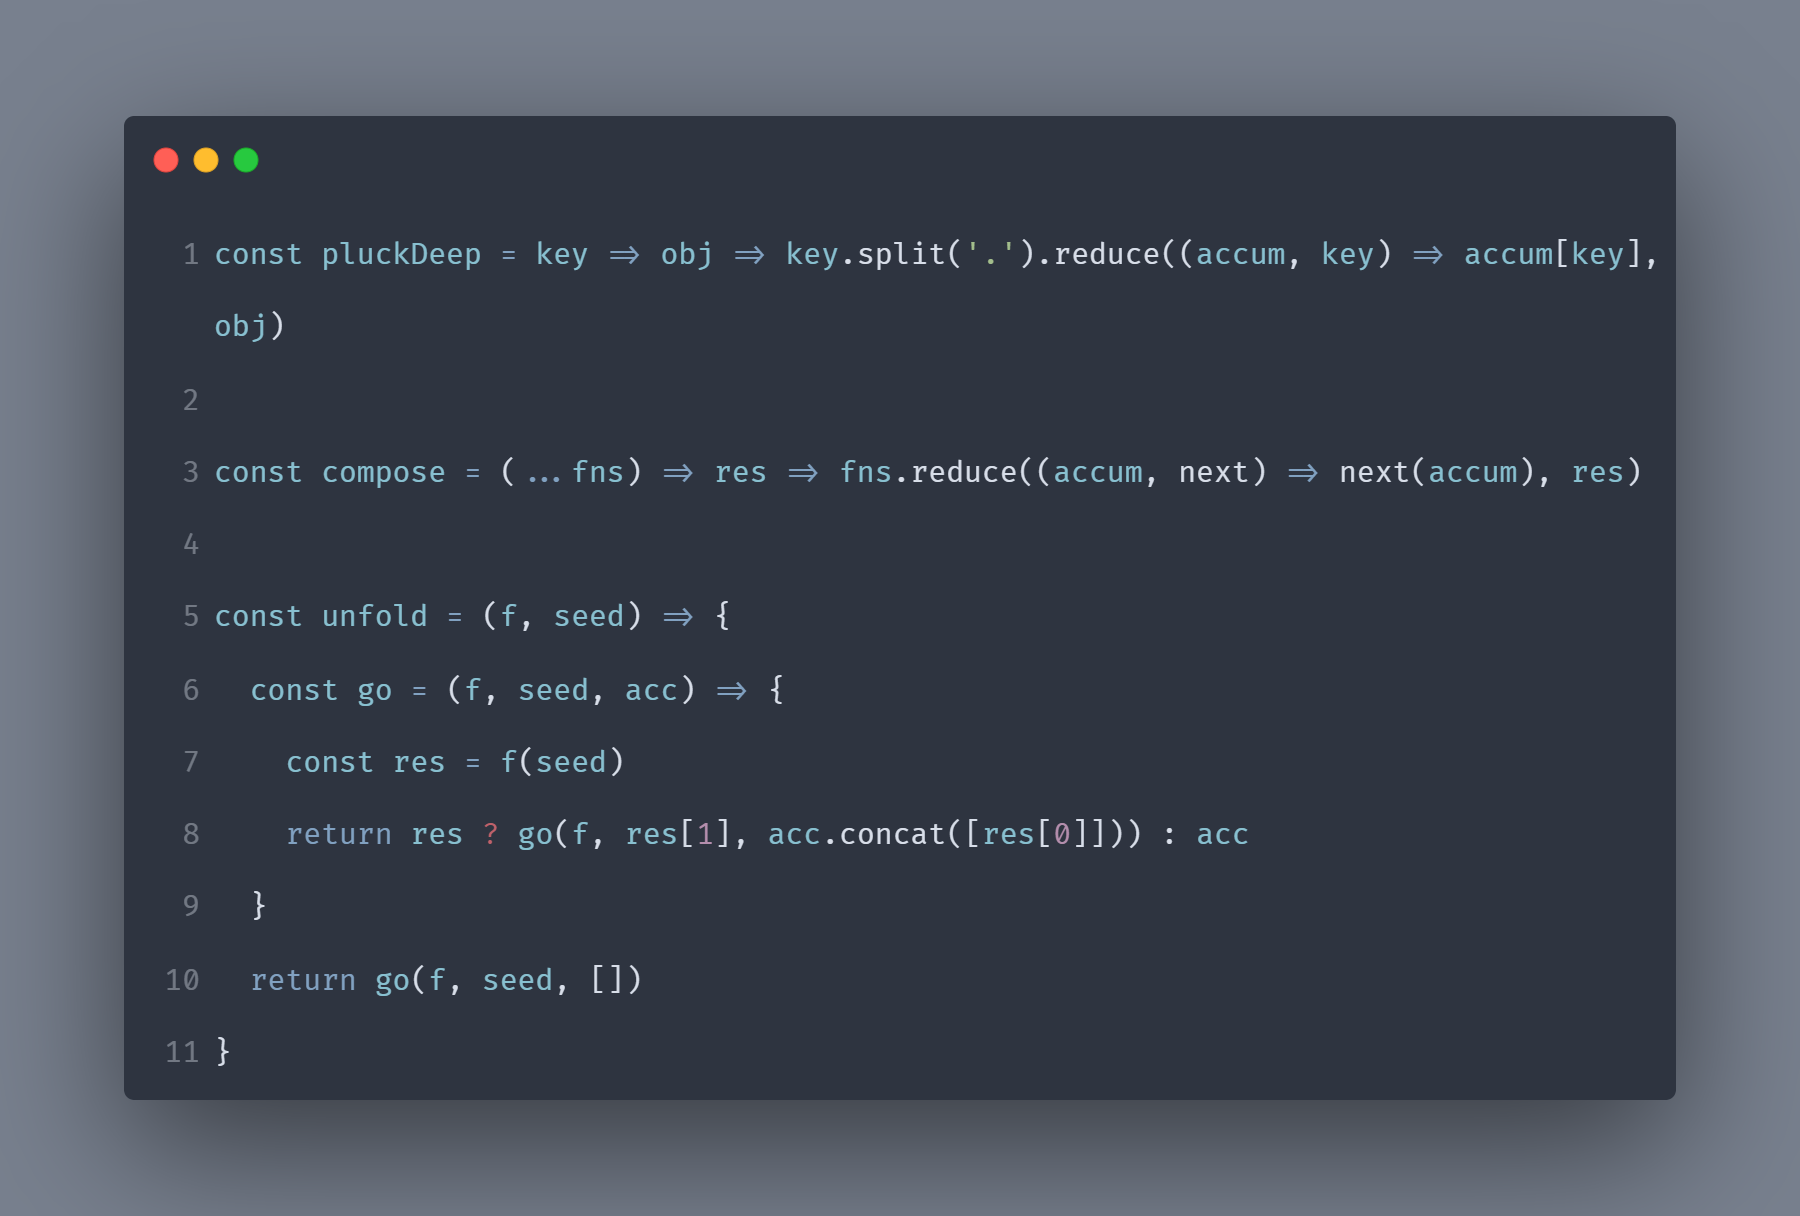 1 const pluckDeep = key => obj => key.split('.').reduce((accum, key) => accum[key],
obj)
2
3 const compose = (...fns) => res => fns.reduce((accum, next) => next(accum), res)
4
5 const unfold = (f, seed) => {
6   const go = (f, seed, acc) => {
7     const res = f(seed)
8     return res ? go(f, res[1], acc.concat([res[0]])) : acc
9   }
10   return go(f, seed, [])
11 }